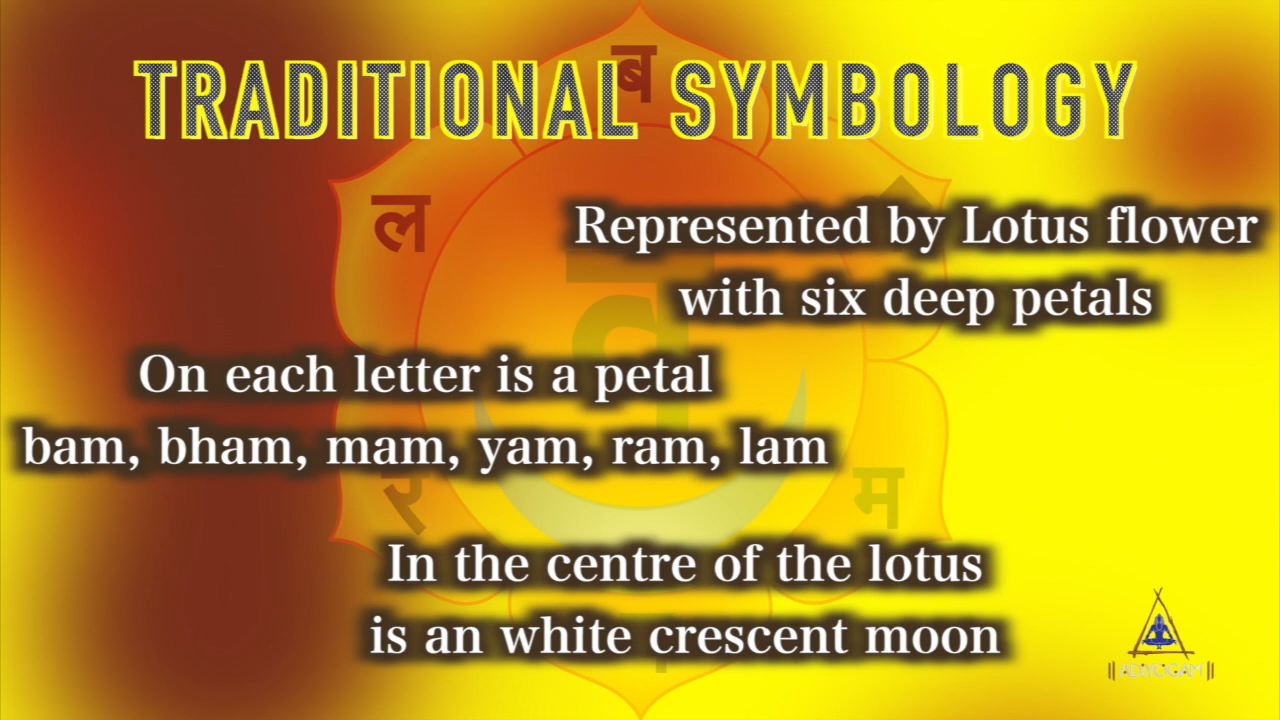 ब
TRADITIONAL SYMBOLOGY
ल
Represented by Lotus flower
with six deep petals
On each letter is a petal
bam, bham, mam, yam, ram, lam
र
म
In the centre of the lotus
is an white crescent moon
|| ADIYOGAM ||